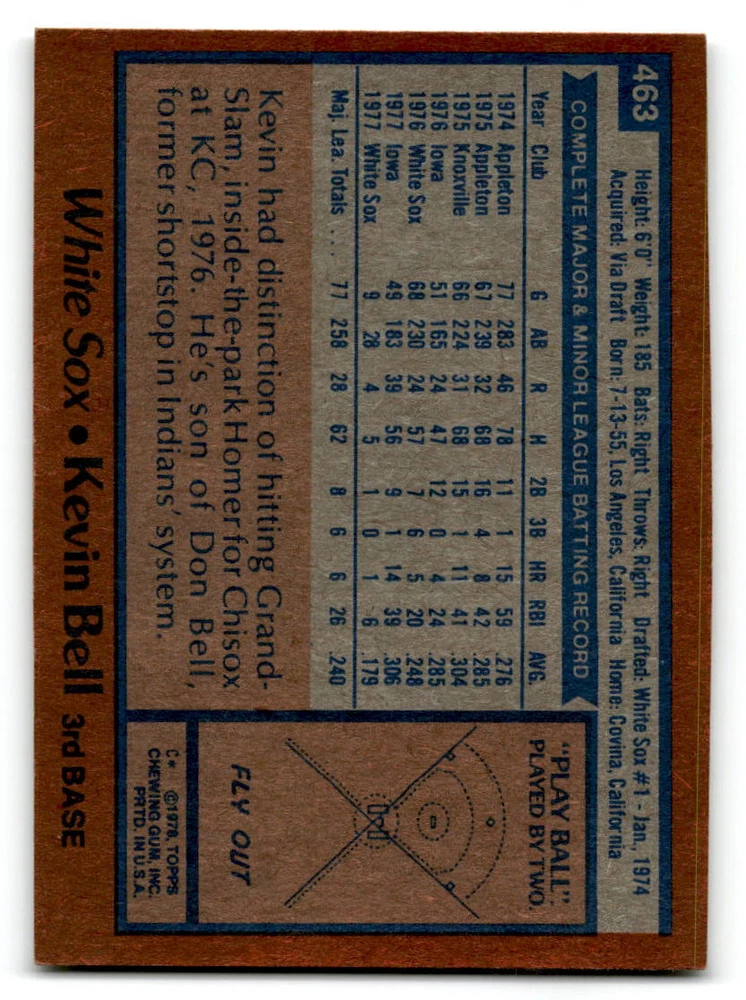 463
Height: 6'0" Weight: 185 Bats: Right Throws: Right Drafted: White Sox #1 - Jan., 1974
Acquired: Via Draft Born: 7-13-55, Los Angeles, California Home: Covina, California
COMPLETE MAJOR & MINOR LEAGUE BATTING RECORD
Year Club G AB R H 2B 3B HR RBI AVG.
1974 Appleton 77 283 46 78 11 1 15 59 .276
1975 Appleton 67 239 32 68 16 4 8 42 .285
1975 Knoxville 66 224 31 68 15 1 11 41 .304
1976 Iowa 51 165 24 47 12 0 4 24 .285
1976 White Sox 68 230 24 57 7 6 5 20 .248
1977 Iowa 49 183 39 56 9 1 14 39 .306
1977 White Sox 9 28 4 5 1 0 1 6 .179
Maj. Lea. Totals ... 77 258 28 62 8 6 6 26 .240
Kevin had distinction of hitting Grand-
Slam, inside-the-park Homer for Chisox
at KC, 1976. He's son of Don Bell,
former shortstop in Indians' system.
"PLAY BALL":
PLAYED BY TWO.
FLY OUT
C* ©1978, TOPPS
CHEWING GUM, INC.
PRTD. IN U.S.A.
White Sox • Kevin Bell 3rd BASE